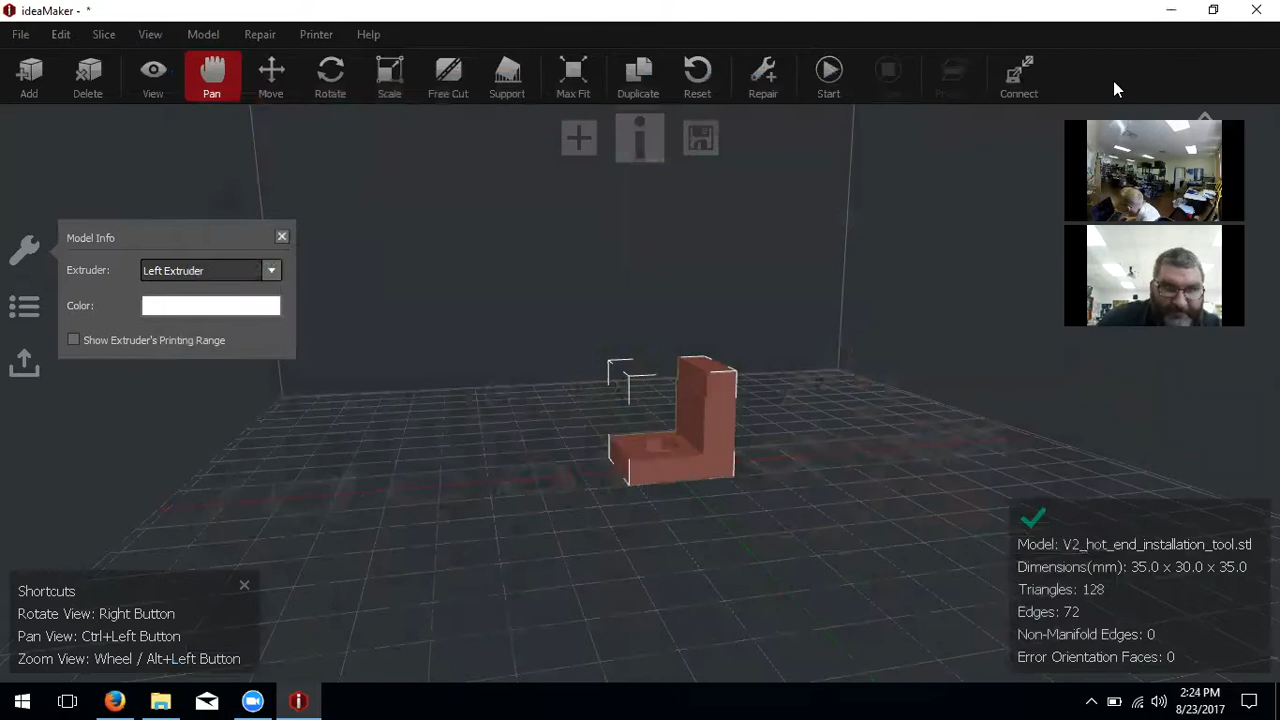 ideaMaker - *
File Edit Slice View Model Repair Printer Help
Add Delete View Pan Move Rotate Scale Free Cut Support Max Fit Duplicate Reset Repair Start Connect
Model Info
Extruder: Left Extruder
Color:
Show Extruder's Printing Range
Shortcuts
Rotate View: Right Button
Pan View: Ctrl+Left Button
Zoom View: Wheel / Alt+Left Button
Model: V2_hot_end_installation_tool.stl
Dimensions(mm): 35.0 x 30.0 x 35.0
Triangles: 128
Edges: 72
Non-Manifold Edges: 0
Error Orientation Faces: 0
2:24 PM
8/23/2017